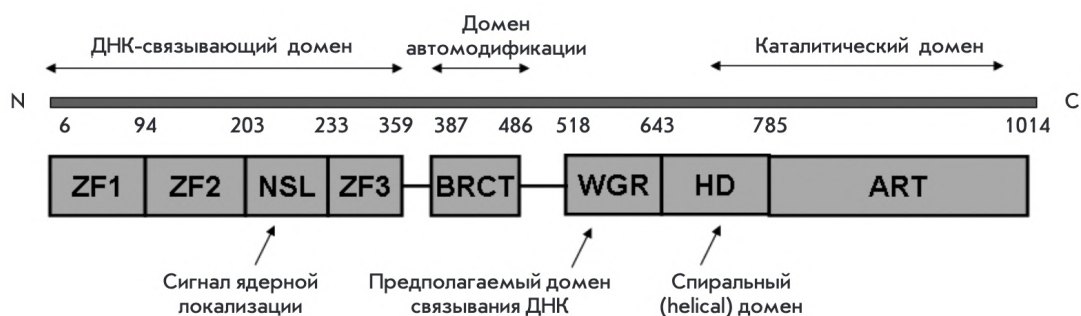 ДНК-связывающий домен
Домен
автомодификации
Каталитический домен
N
C
6 94 203 233 359 387 486 518 643 785 1014
ZF1 ZF2 NSL ZF3 BRCT WGR HD ART
Сигнал ядерной
локализации
Предполагаемый домен
связывания ДНК
Спиральный
(helical) домен